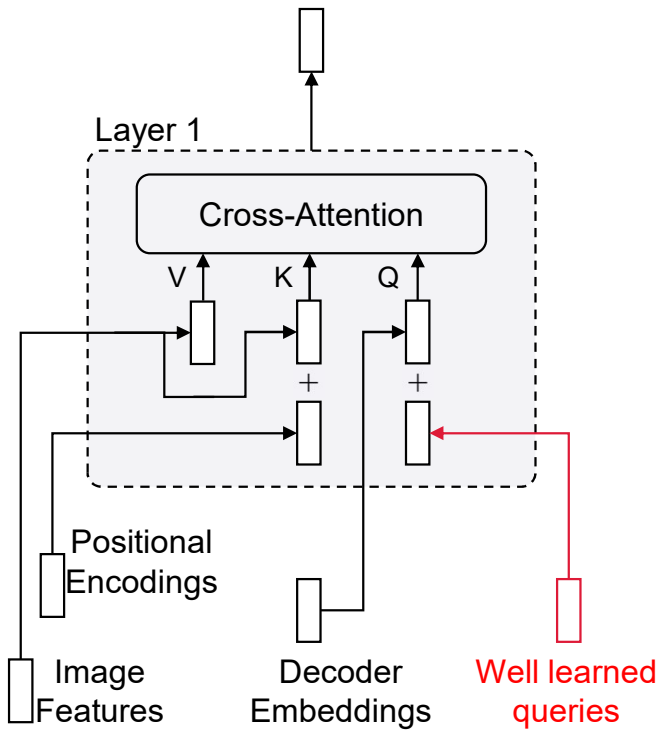 Layer 1
Cross-Attention
V K Q
+ +
Positional
Encodings
Image
Features
Decoder
Embeddings
Well learned
queries